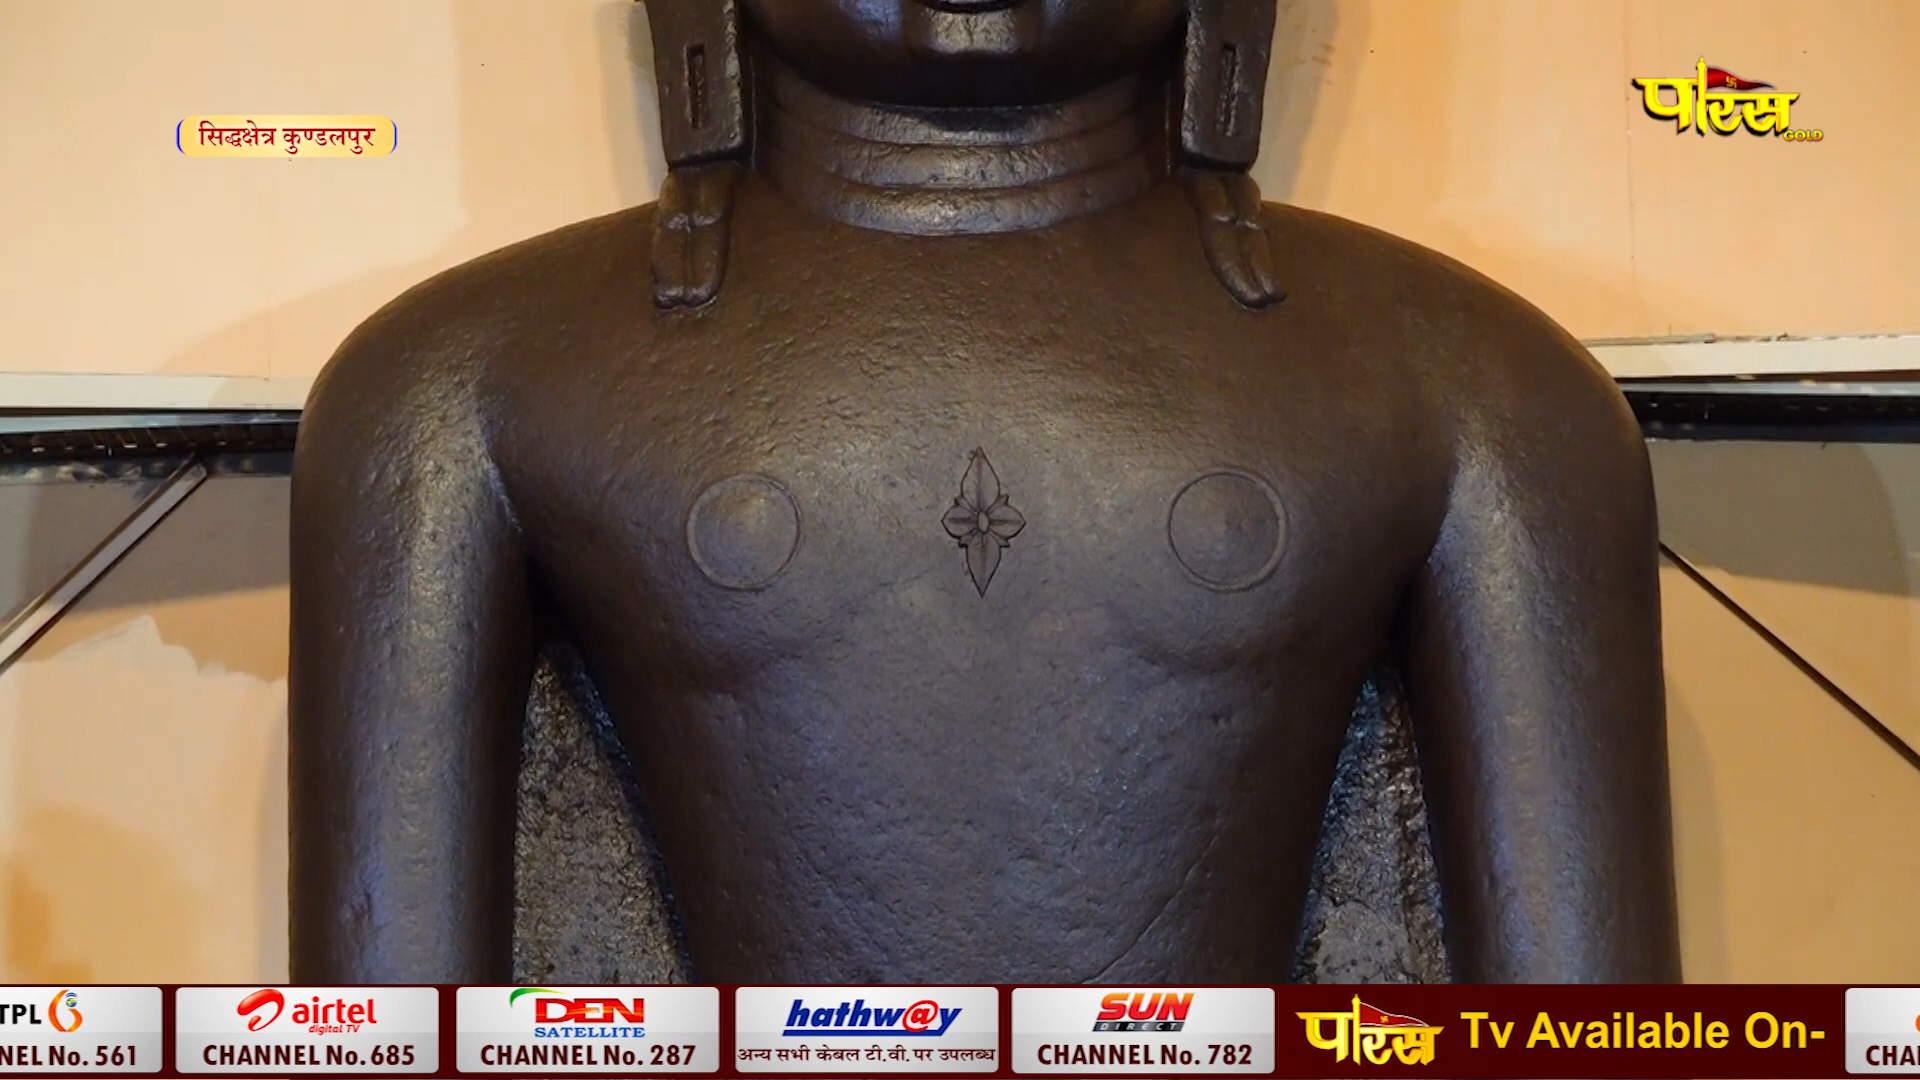 सिद्धक्षेत्र कुण्डलपुर
पारस
GOLD
TPL
NEL No. 561
airtel
digital TV
CHANNEL No. 685
DEN
SATELLITE
CHANNEL No. 287
hathw@y
अन्य सभी केबल टी.वी. पर उपलब्ध
SUN
DIRECT
CHANNEL No. 782
पारस Tv Available On-
CHA